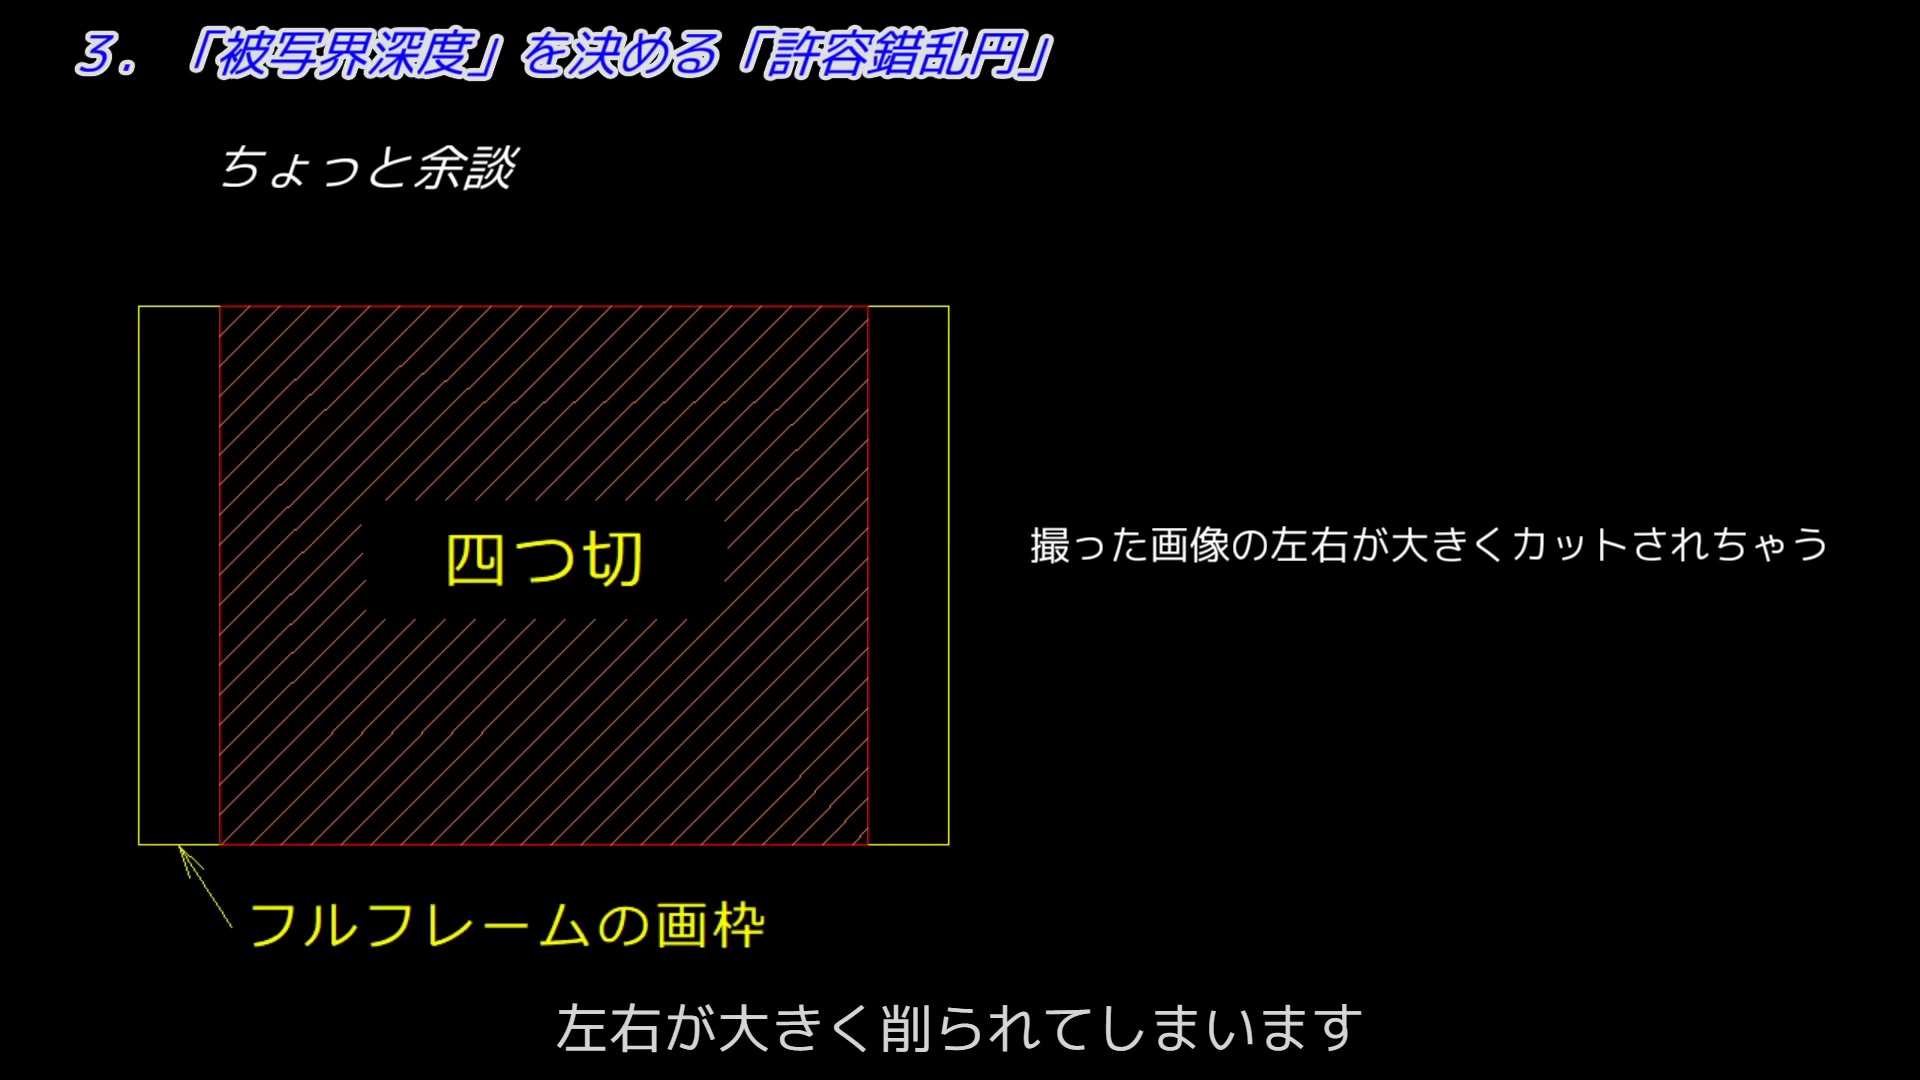 3．「被写界深度」を決める「許容錯乱円」
ちょっと余談
四つ切
撮った画像の左右が大きくカットされちゃう
フルフレームの画枠
左右が大きく削られてしまいます